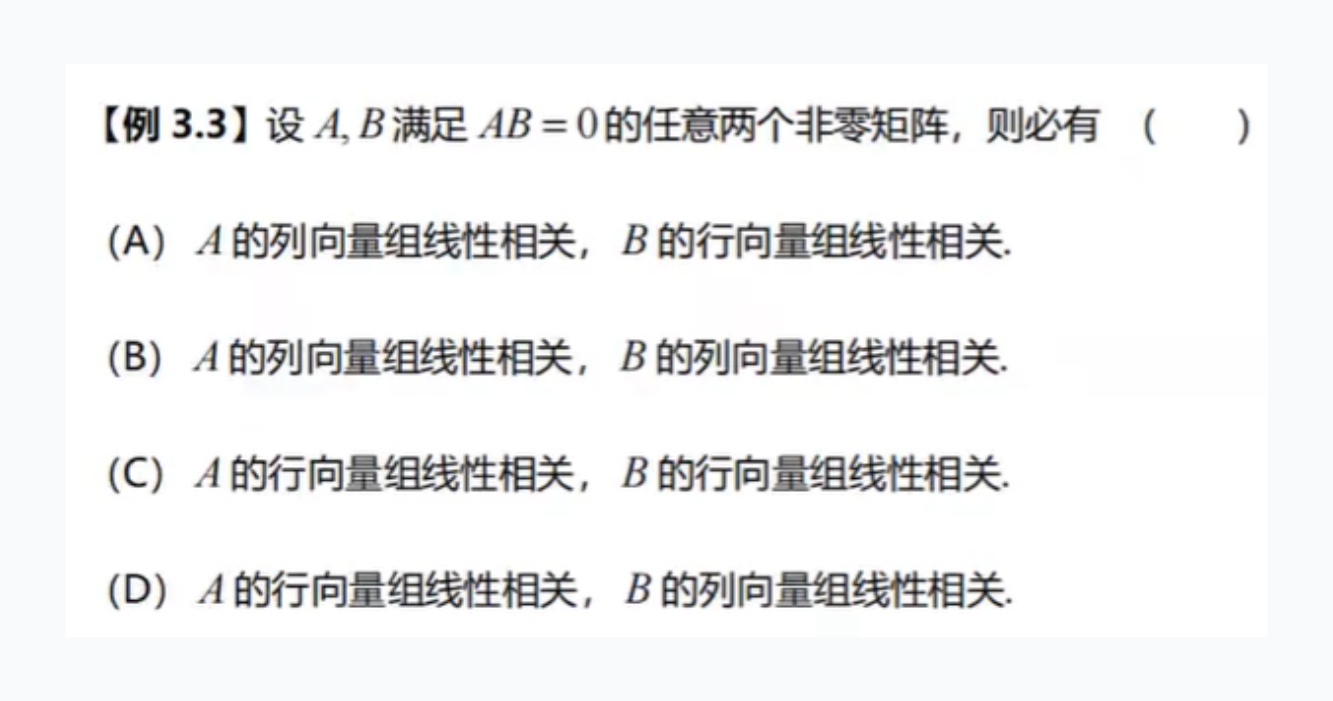 【例 3.3】设 A, B 满足 AB = 0 的任意两个非零矩阵，则必有 （ ）
（A） A 的列向量组线性相关， B 的行向量组线性相关.
（B） A 的列向量组线性相关， B 的列向量组线性相关.
（C） A 的行向量组线性相关， B 的行向量组线性相关.
（D） A 的行向量组线性相关， B 的列向量组线性相关.